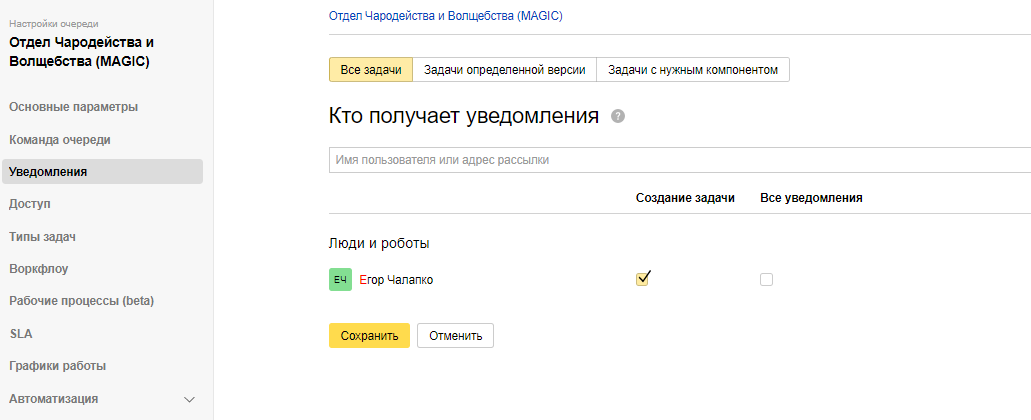 Настройки очереди
Отдел Чародейства и
Волщебства (MAGIC)
Основные параметры
Команда очереди
Уведомления
Доступ
Типы задач
Воркфлоу
Рабочие процессы (beta)
SLA
Графики работы
Автоматизация
Отдел Чародейства и Волщебства (MAGIC)
Все задачи Задачи определенной версии Задачи с нужным компонентом
Кто получает уведомления ?
Имя пользователя или адрес рассылки
Создание задачи Все уведомления
Люди и роботы
ЕЧ Егор Чалапко
Сохранить Отменить